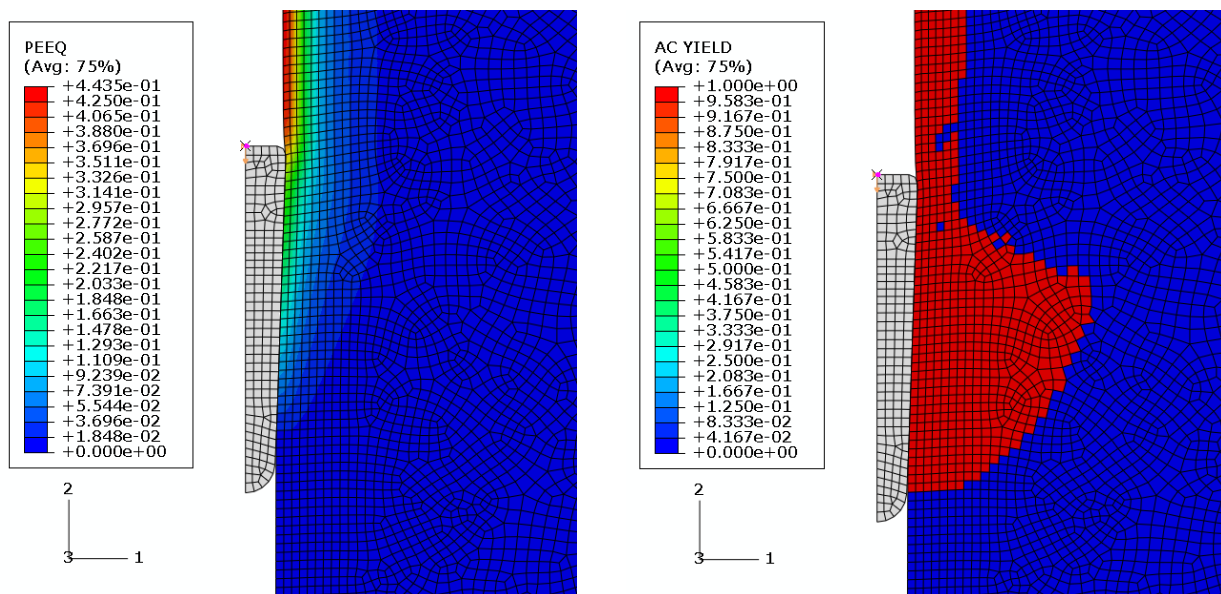 PEEQ
(Avg: 75%)
+4.435e-01
+4.250e-01
+4.065e-01
+3.880e-01
+3.696e-01
+3.511e-01
+3.326e-01
+3.141e-01
+2.957e-01
+2.772e-01
+2.587e-01
+2.402e-01
+2.217e-01
+2.033e-01
+1.848e-01
+1.663e-01
+1.478e-01
+1.293e-01
+1.109e-01
+9.239e-02
+7.391e-02
+5.544e-02
+3.696e-02
+1.848e-02
+0.000e+00
2
3
1
AC YIELD
(Avg: 75%)
+1.000e+00
+9.583e-01
+9.167e-01
+8.750e-01
+8.333e-01
+7.917e-01
+7.500e-01
+7.083e-01
+6.667e-01
+6.250e-01
+5.833e-01
+5.417e-01
+5.000e-01
+4.583e-01
+4.167e-01
+3.750e-01
+3.333e-01
+2.917e-01
+2.500e-01
+2.083e-01
+1.667e-01
+1.250e-01
+8.333e-02
+4.167e-02
+0.000e+00
2
3
1